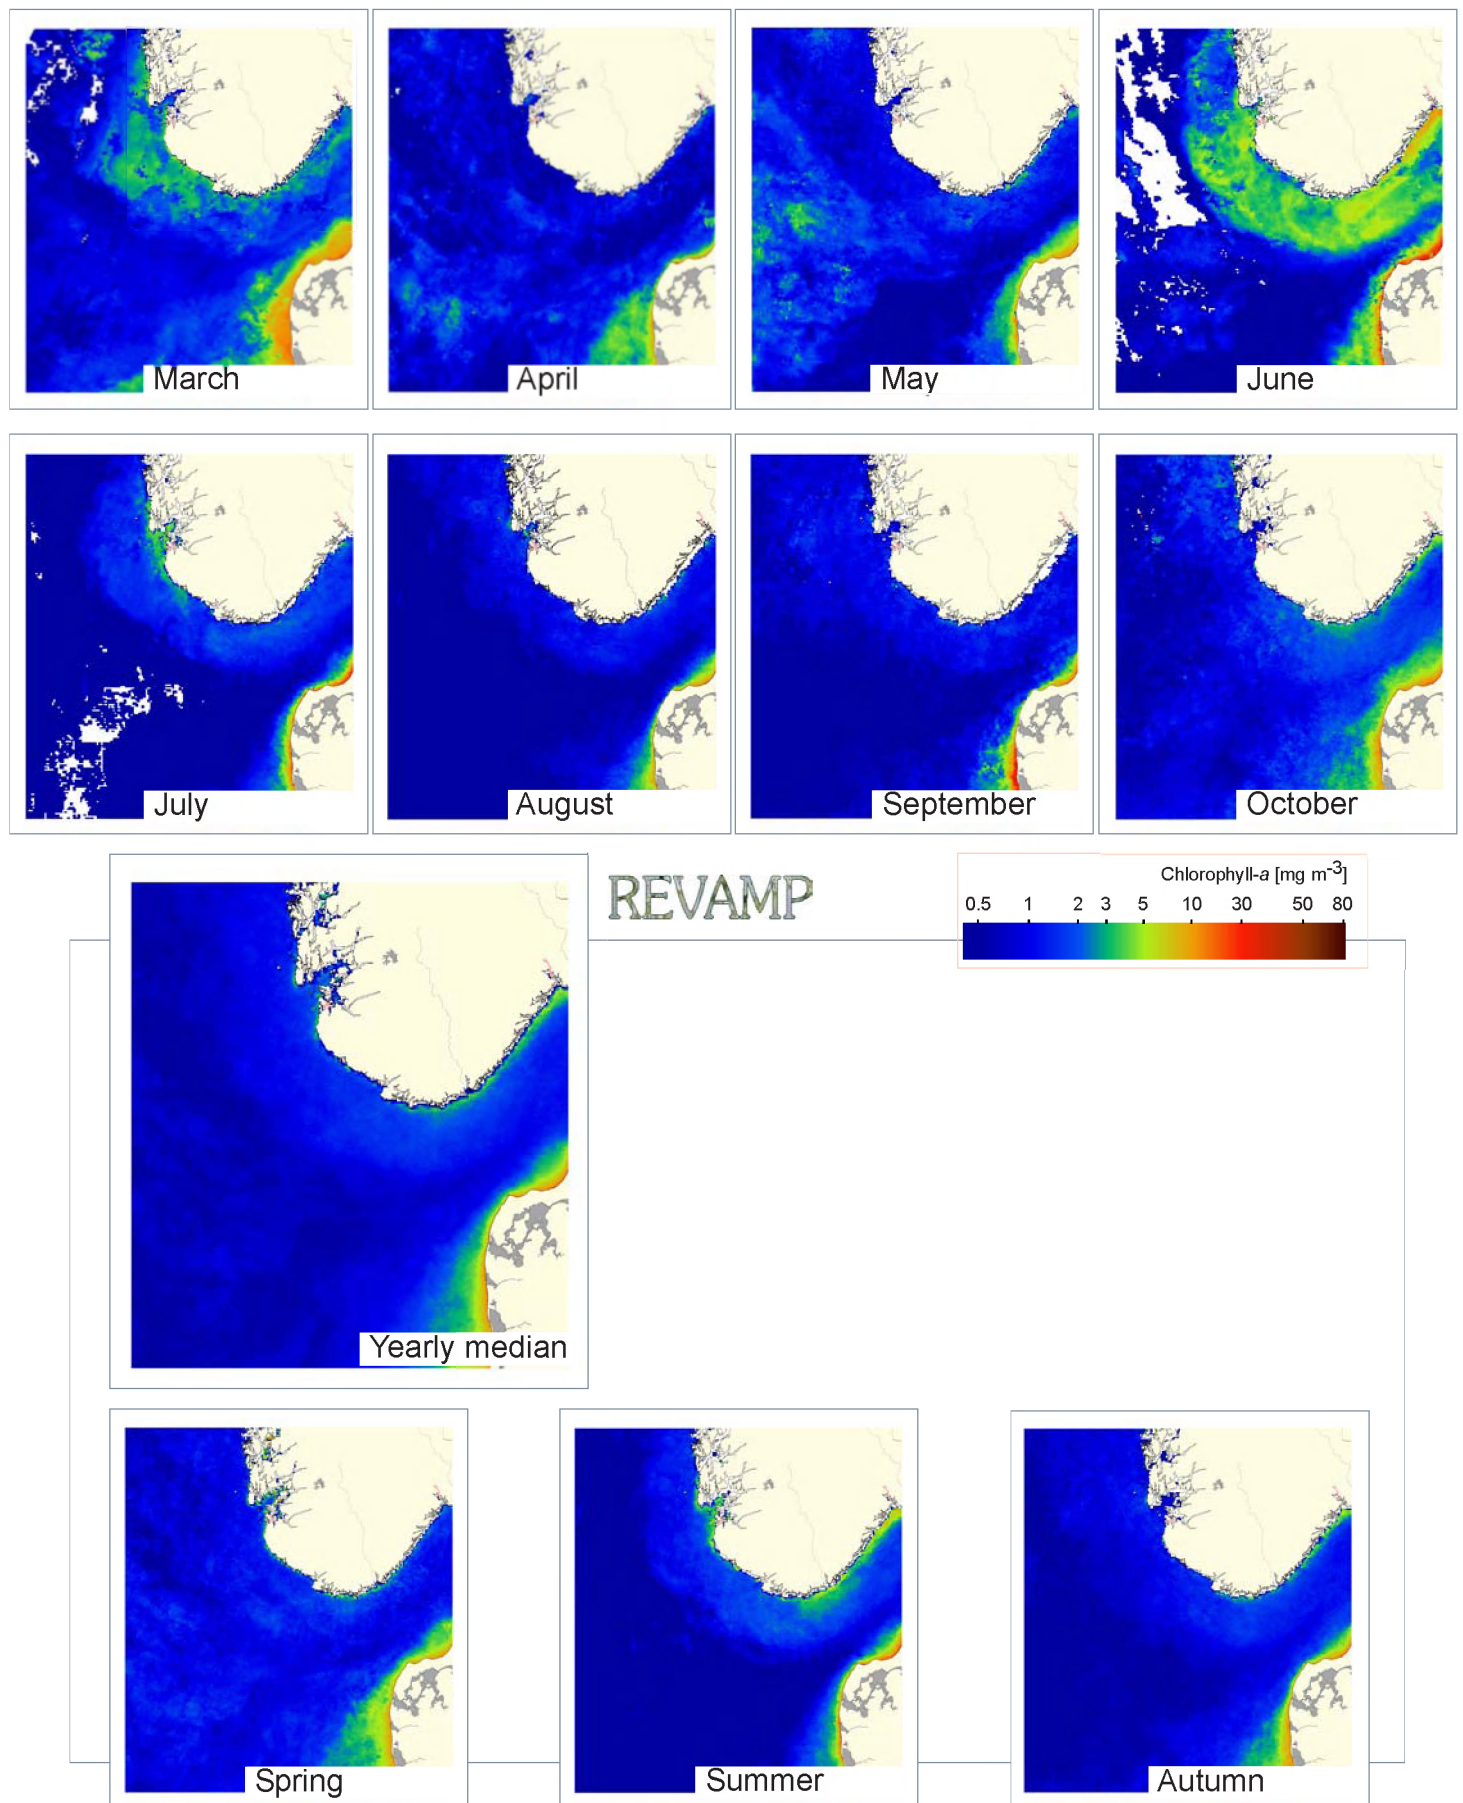 March
April
May
June
July
August
September
October
REVAMP
Chlorophyll-a [mg m-3]
0.5 1 2 3 5 10 30 50 80
Yearly median
Spring
Summer
Autumn